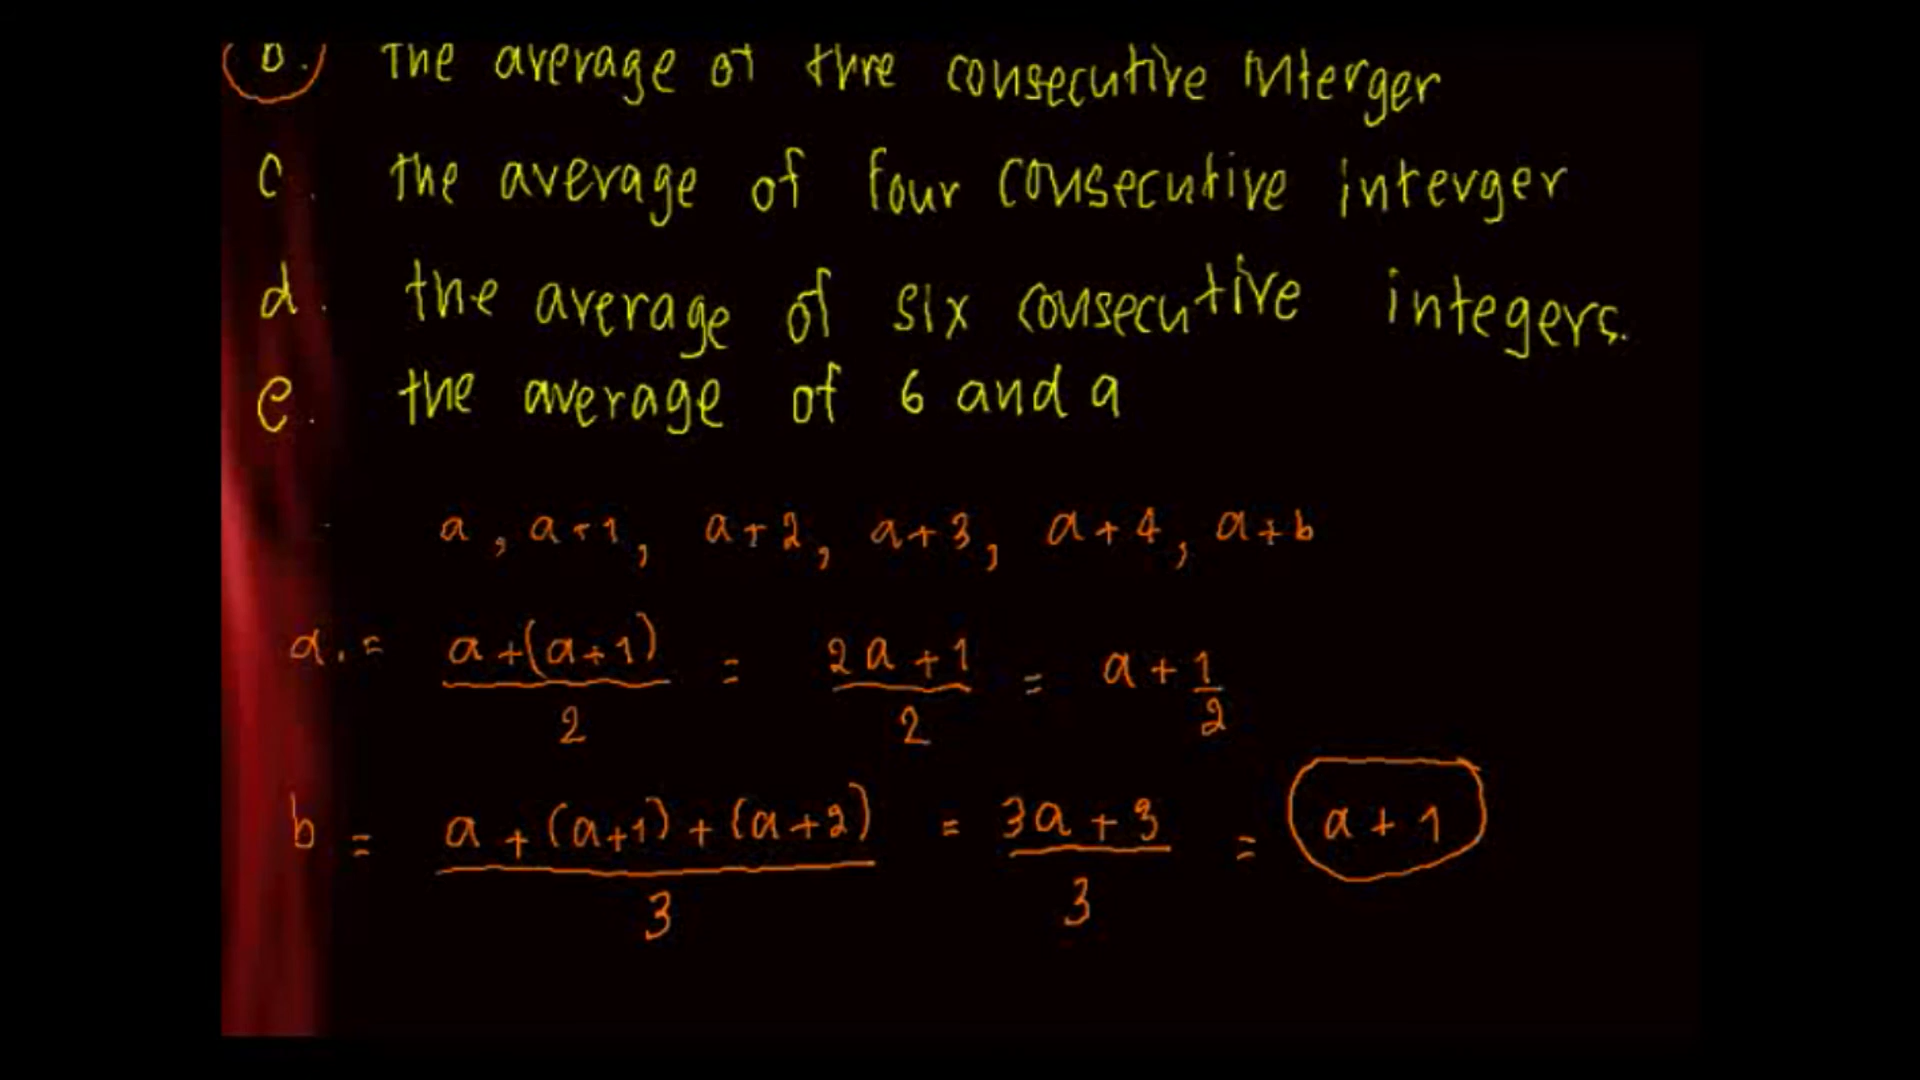 b. The average of thre consecutive interger
c. the average of four consecutive interger
d. the average of six consecutive integers.
e. the average of 6 and 9
a, a+1, a+2, a+3, a+4, a+b
a. = a+(a+1)/2 = 2a+1/2 = a+1/2
b = a+(a+1)+(a+2)/3 = 3a+3/3 = a+1